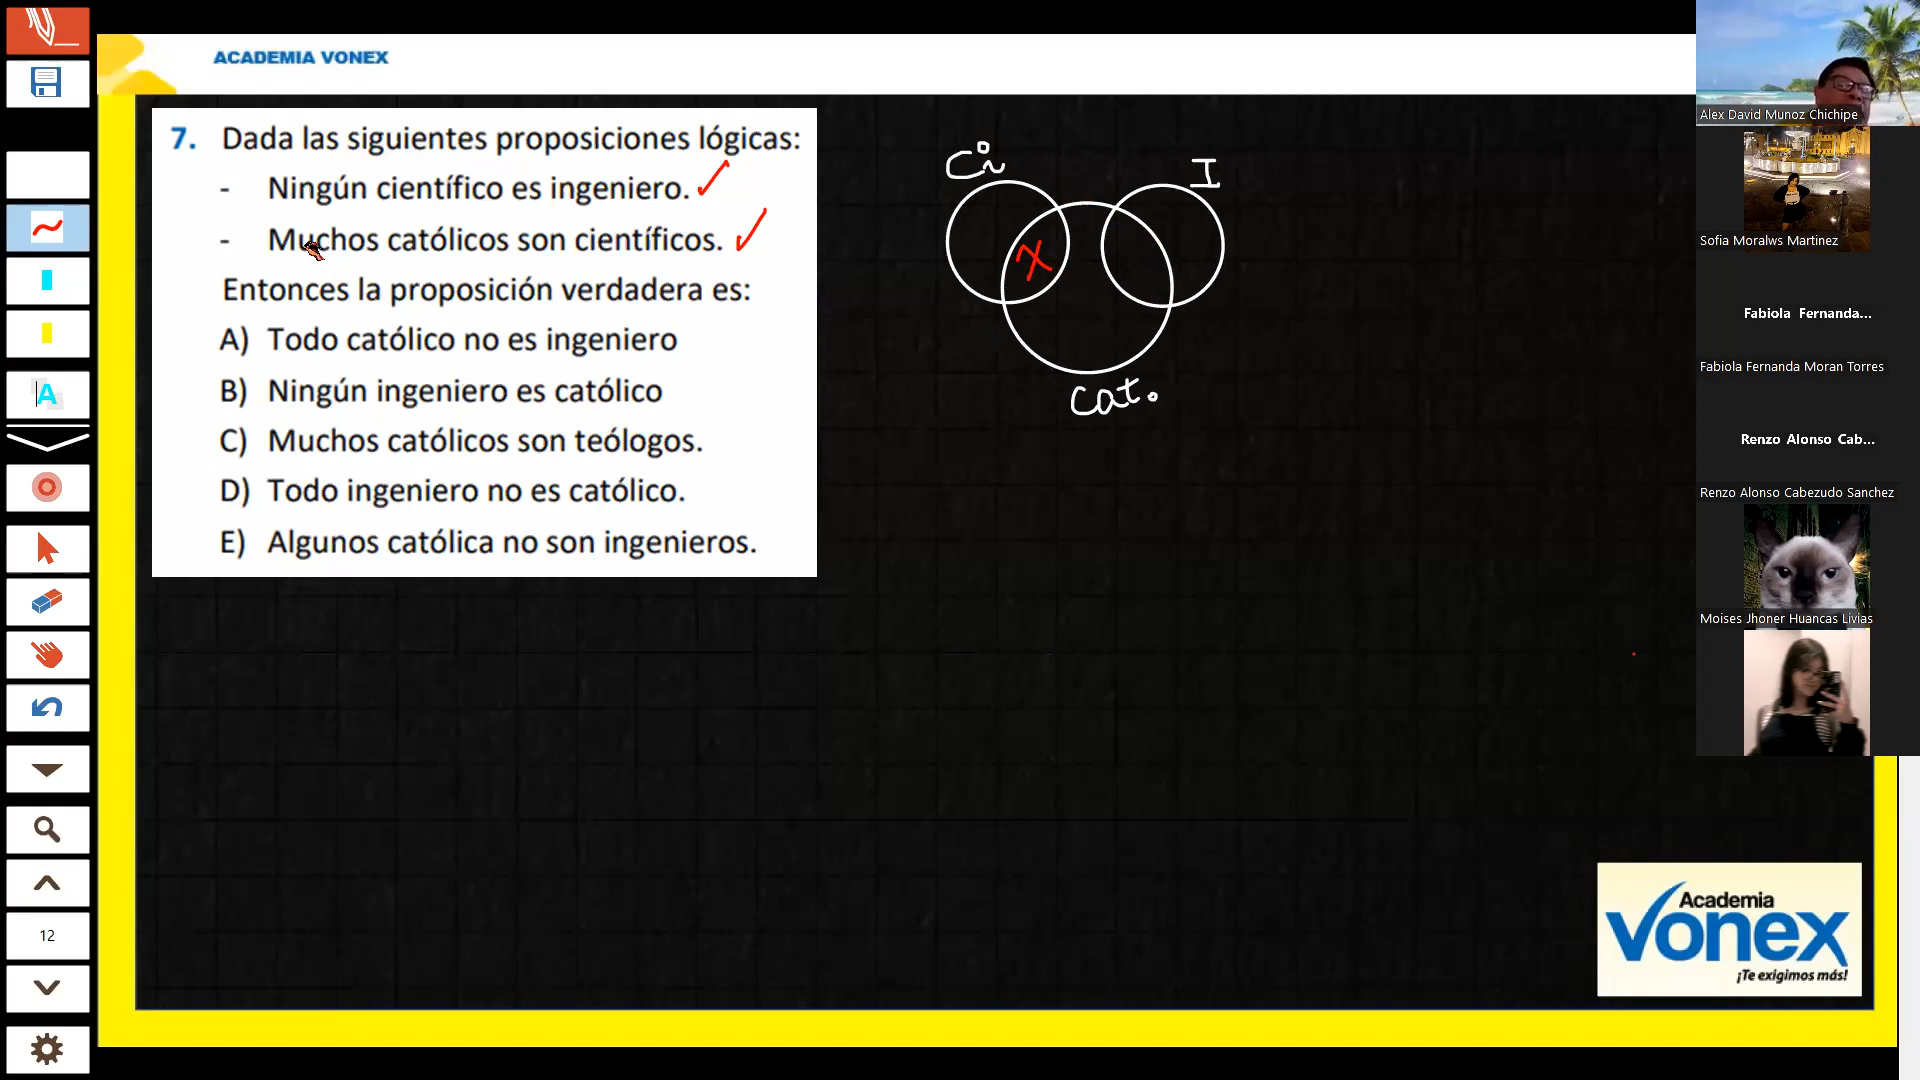 ACADEMIA VONEX
7. Dada las siguientes proposiciones lógicas:
- Ningún científico es ingeniero.
- Muchos católicos son científicos.
Entonces la proposición verdadera es:
A) Todo católico no es ingeniero
B) Ningún ingeniero es católico
C) Muchos católicos son teólogos.
D) Todo ingeniero no es católico.
E) Algunos católica no son ingenieros.
I
X
cat.
A
12
Alex David Munoz Chichipe
Sofia Moralws Martinez
Fabiola Fernanda...
Fabiola Fernanda Moran Torres
Renzo Alonso Cab...
Renzo Alonso Cabezudo Sanchez
Moises Jhoner Huancas Livias
Academia
vonex
¡Te exigimos más!